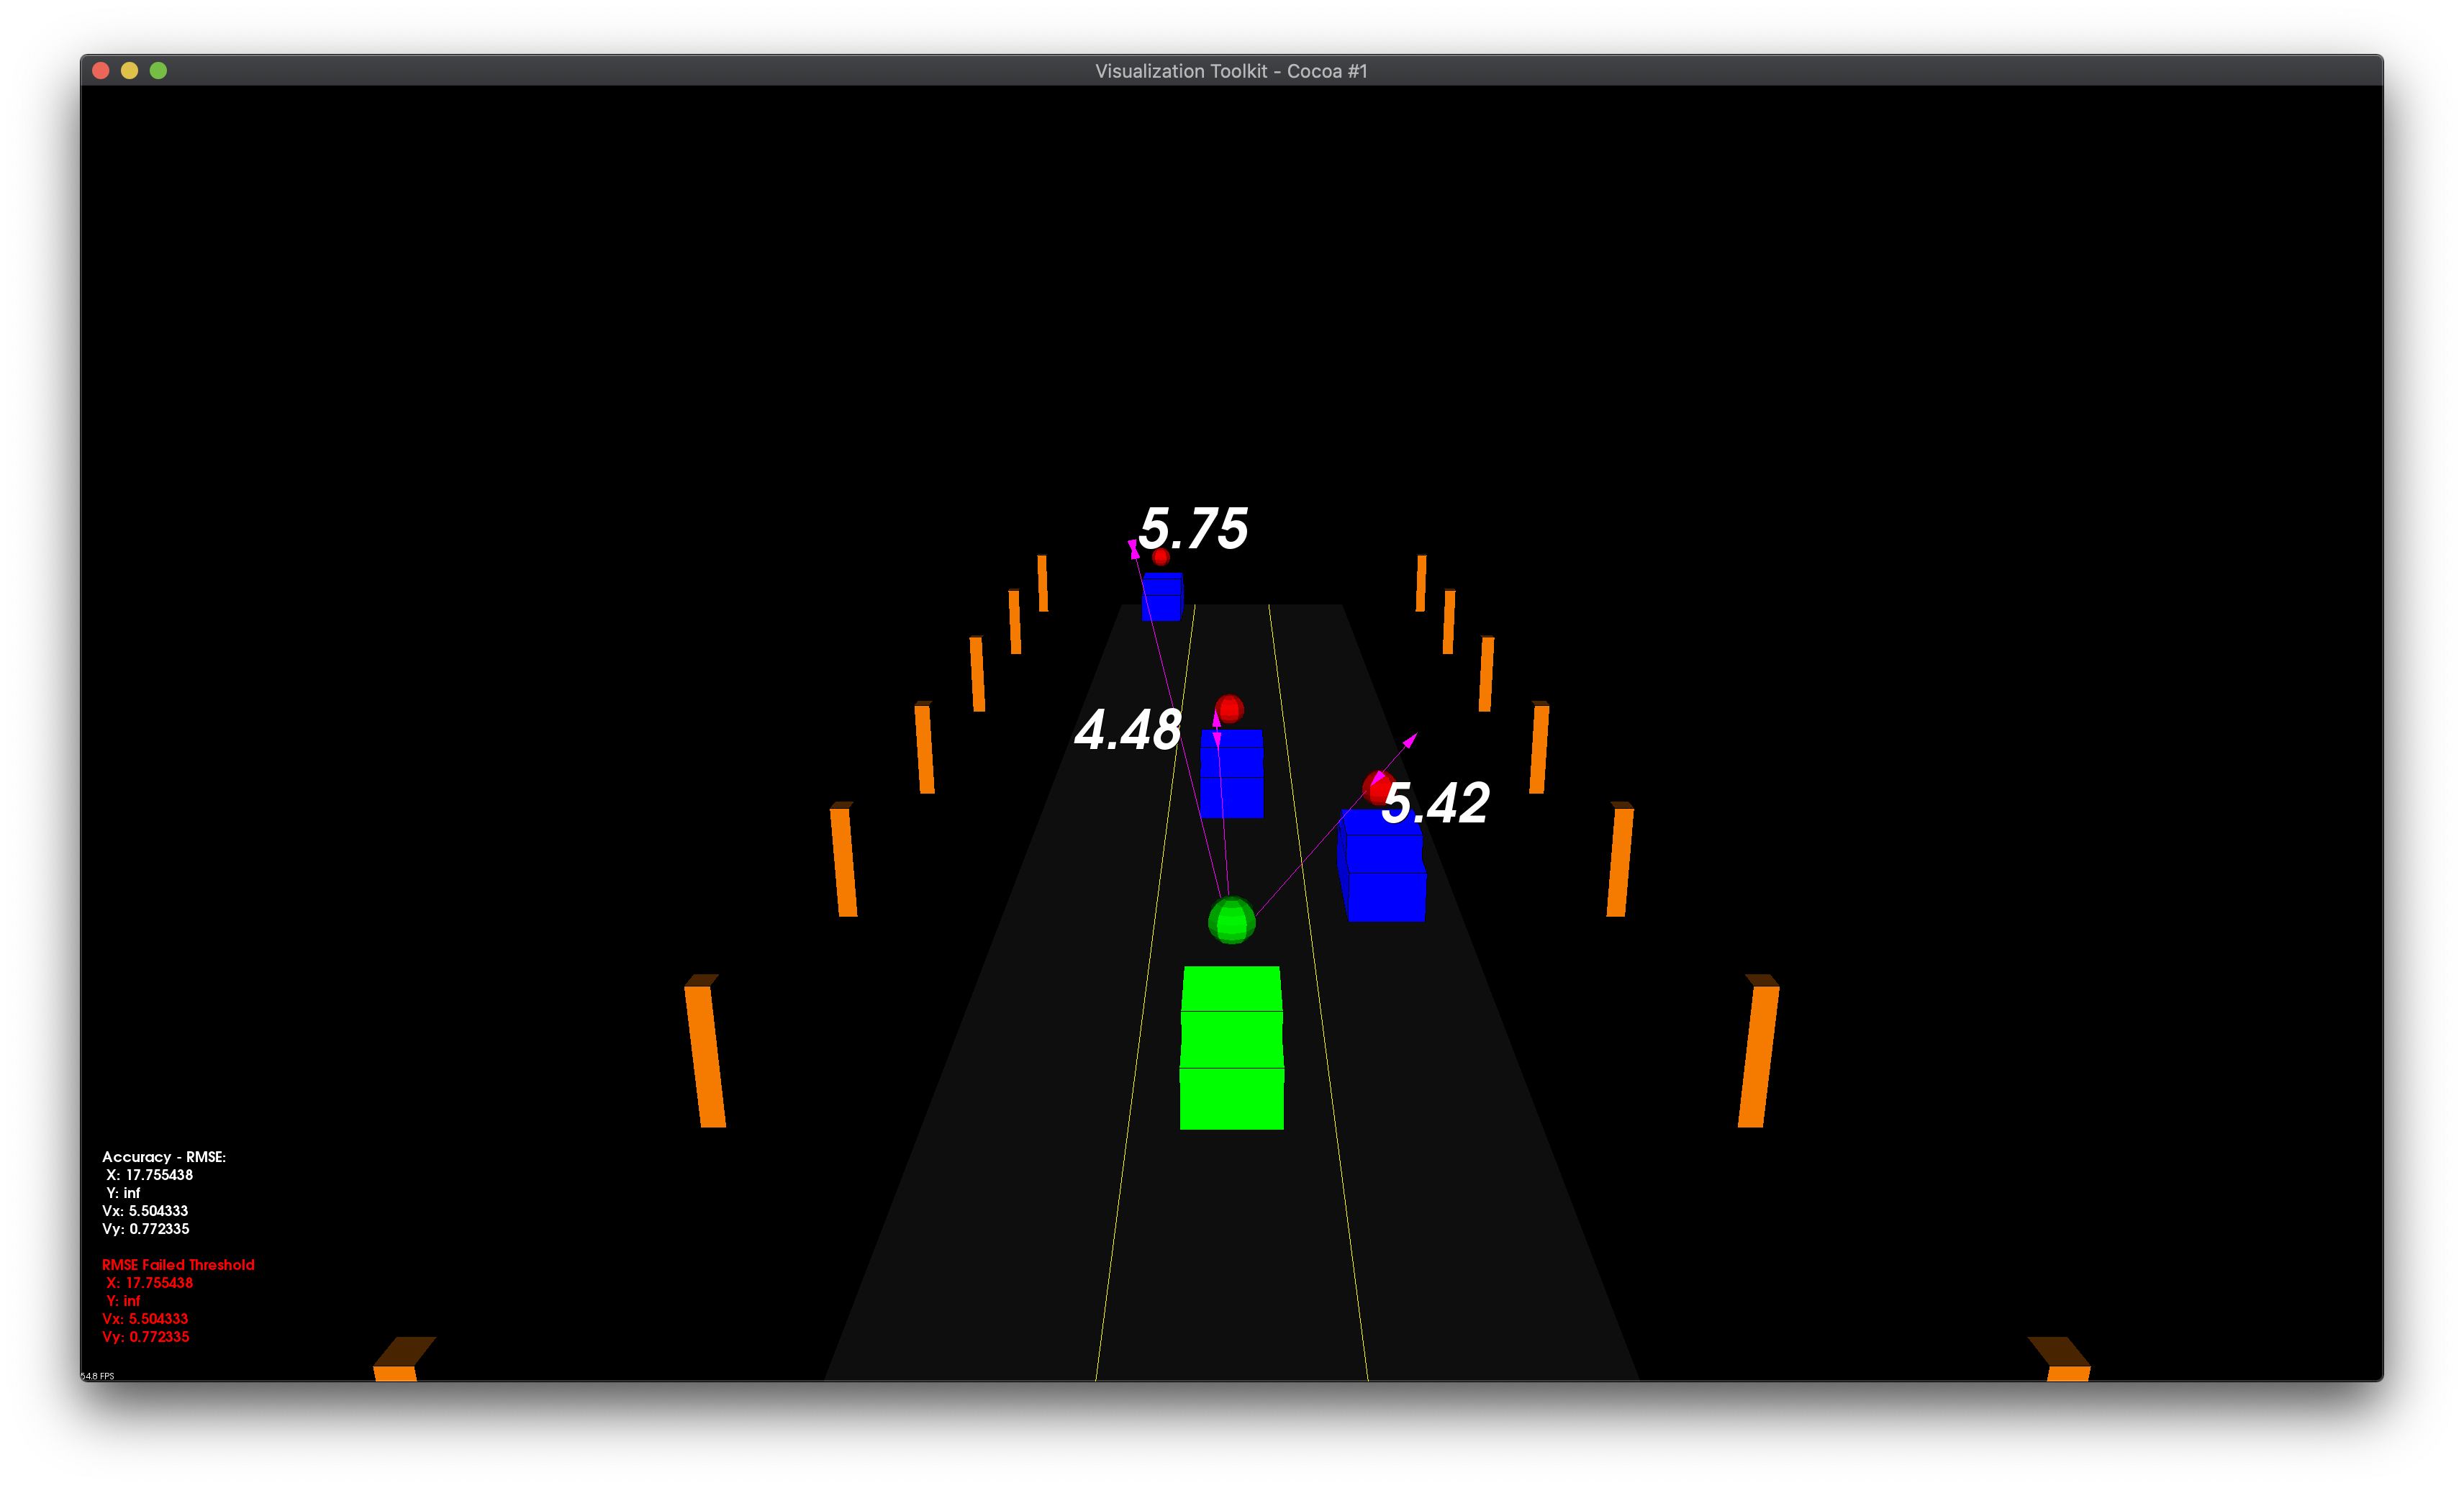 Visualization Toolkit - Cocoa #1
5.75
4.48
5.42
Accuracy - RMSE:
X: 17.755438
Y: inf
Vx: 5.504333
Vy: 0.772335
RMSE Failed Threshold
X: 17.755438
Y: inf
Vx: 5.504333
Vy: 0.772335
54.8 FPS